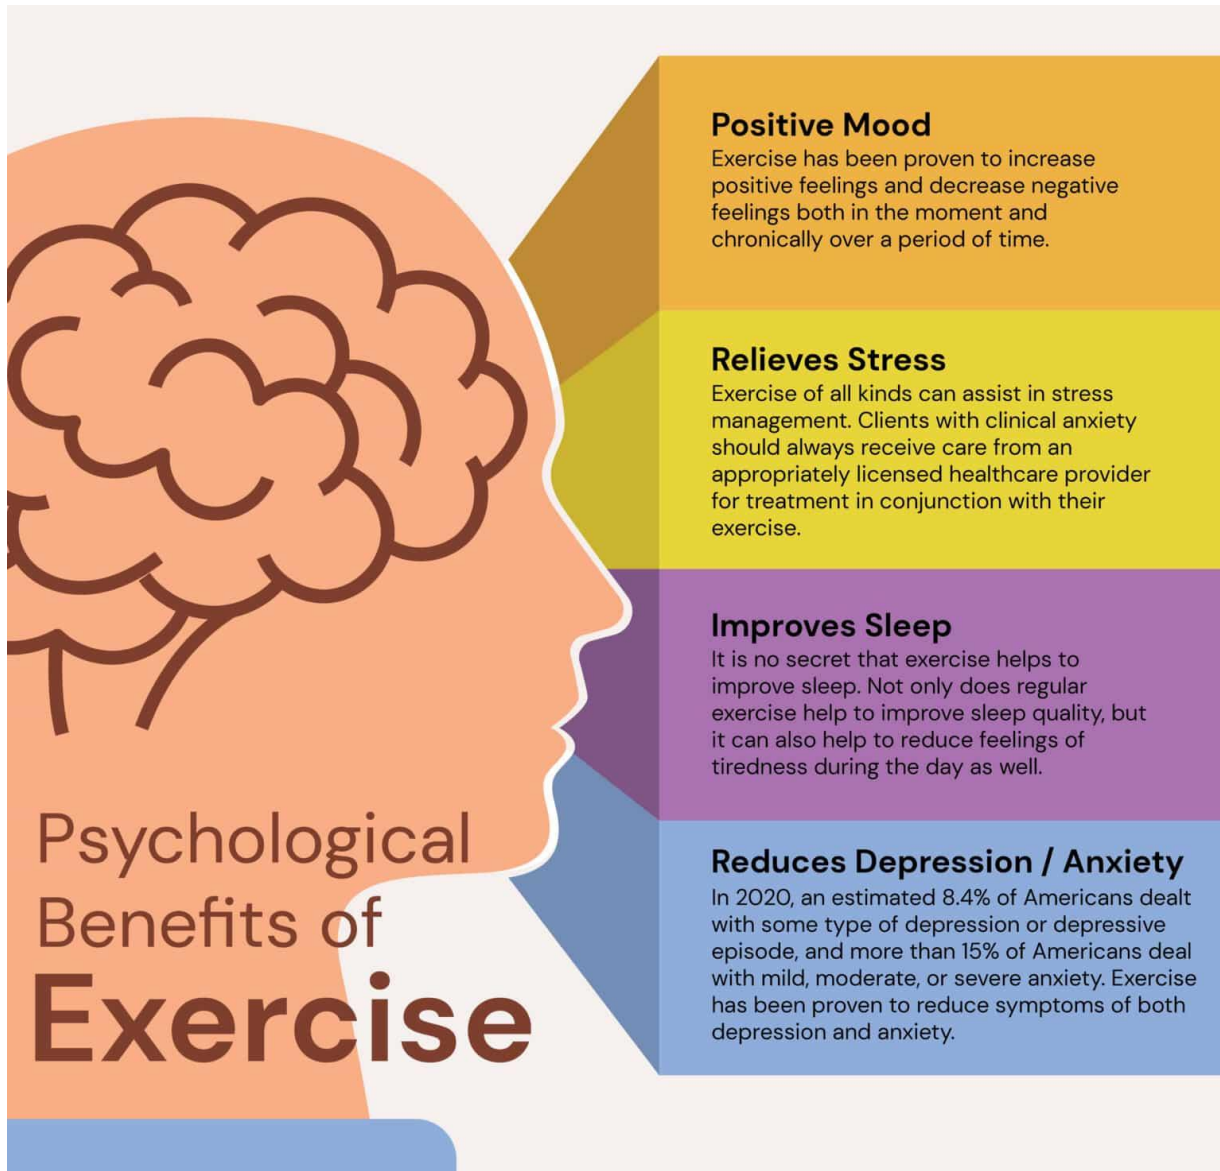 Positive Mood
Exercise has been proven to increase
positive feelings and decrease negative
feelings both in the moment and
chronically over a period of time.
Relieves Stress
Exercise of all kinds can assist in stress
management. Clients with clinical anxiety
should always receive care from an
appropriately licensed healthcare provider
for treatment in conjunction with their
exercise.
Improves Sleep
It is no secret that exercise helps to
improve sleep. Not only does regular
exercise help to improve sleep quality, but
it can also help to reduce feelings of
tiredness during the day as well.
Reduces Depression / Anxiety
In 2020, an estimated 8.4% of Americans dealt
with some type of depression or depressive
episode, and more than 15% of Americans deal
with mild, moderate, or severe anxiety. Exercise
has been proven to reduce symptoms of both
depression and anxiety.
Psychological
Benefits of
Exercise